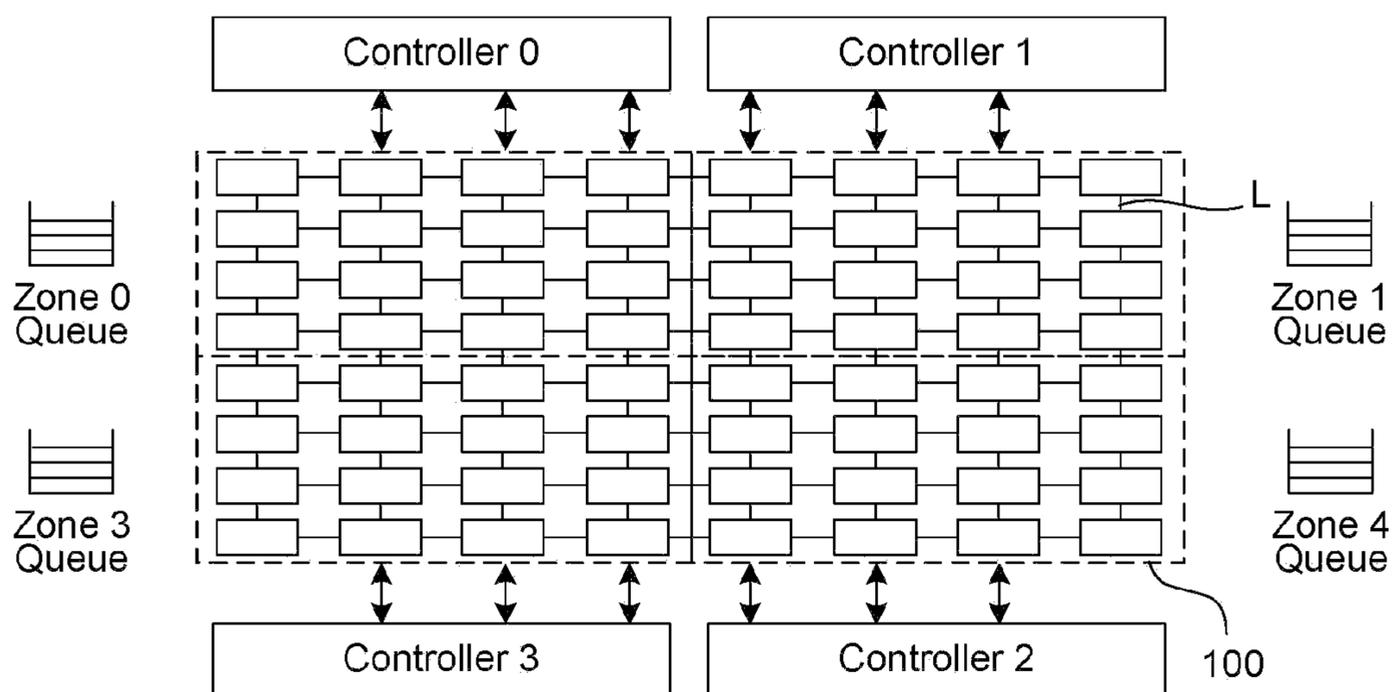 Controller 0
Controller 1
L
Zone 0
Queue
Zone 1
Queue
Zone 3
Queue
Zone 4
Queue
Controller 3
Controller 2
100